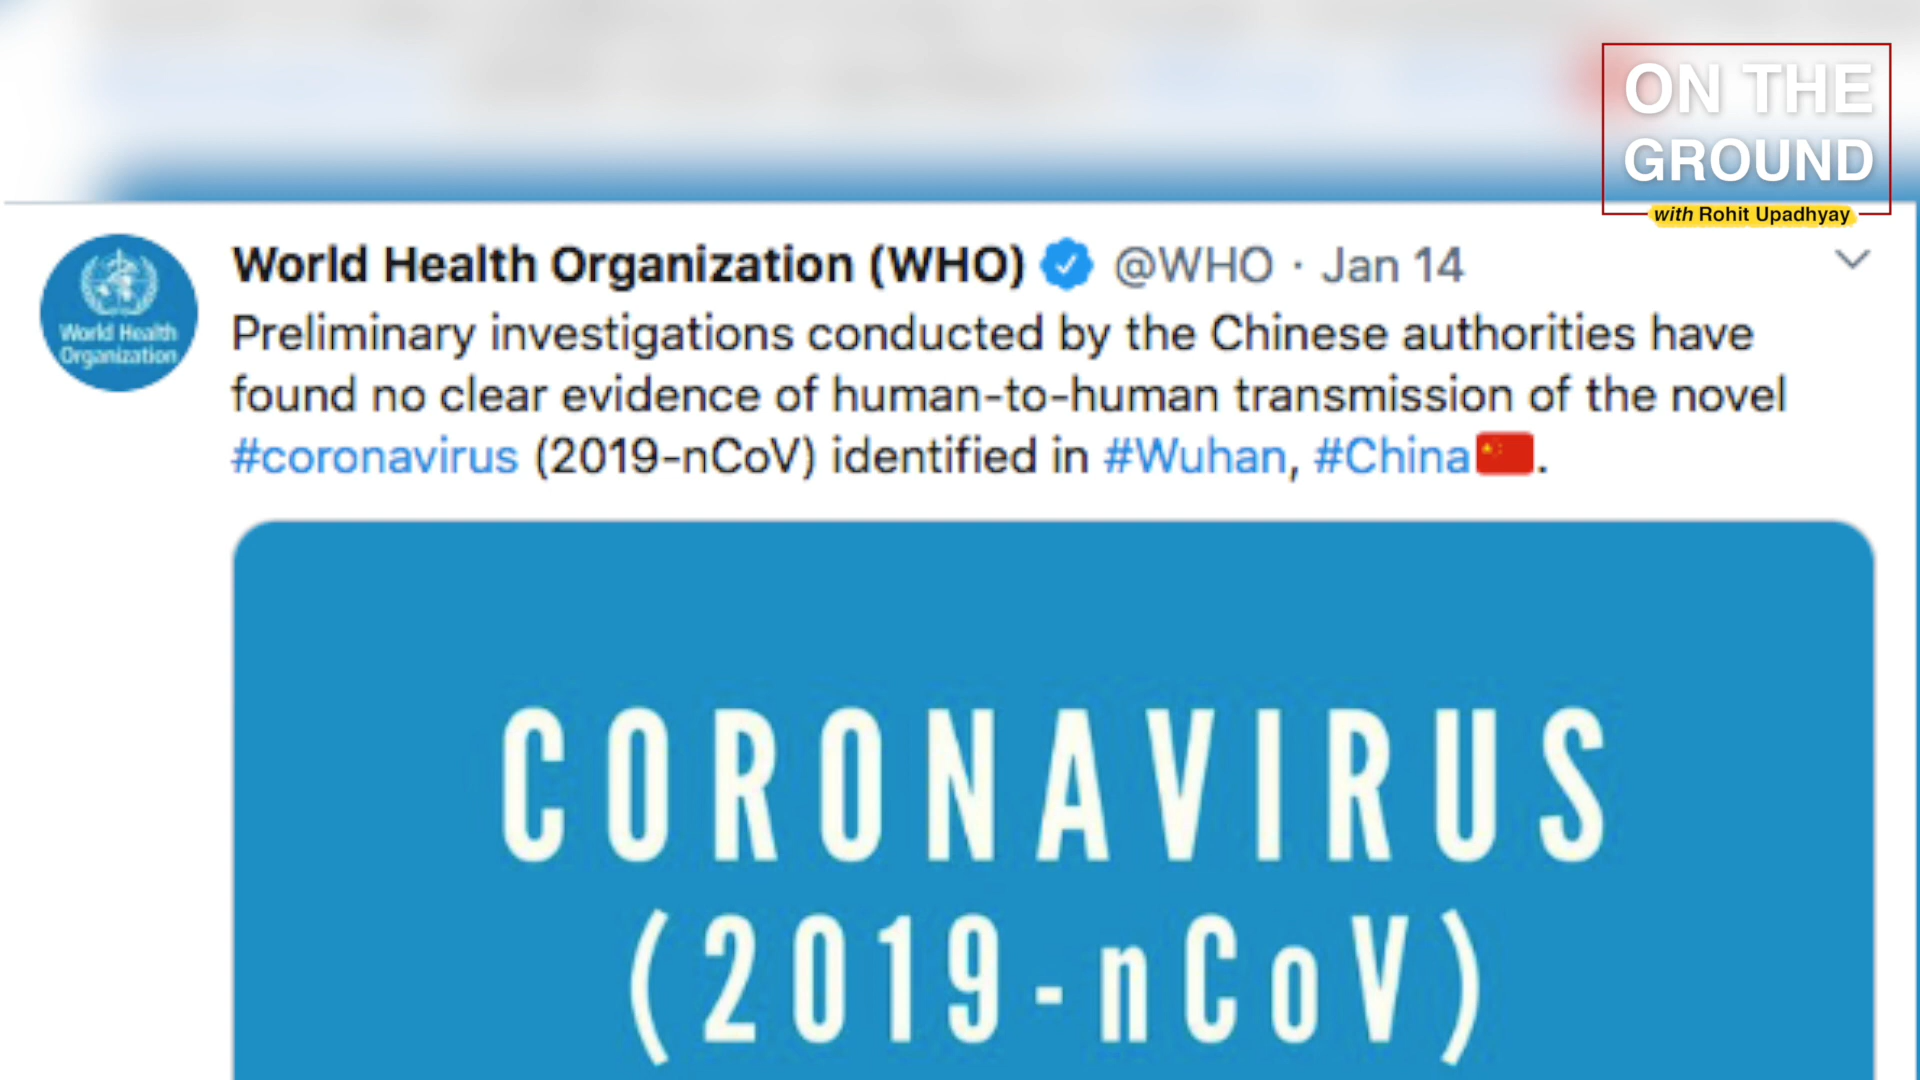 ON THE
GROUND
with Rohit Upadhyay
World Health Organization (WHO) @WHO · Jan 14
World Health
Organization
Preliminary investigations conducted by the Chinese authorities have
found no clear evidence of human-to-human transmission of the novel
#coronavirus (2019-nCoV) identified in #Wuhan, #China🇨🇳.
CORONAVIRUS
(2019-nCoV)